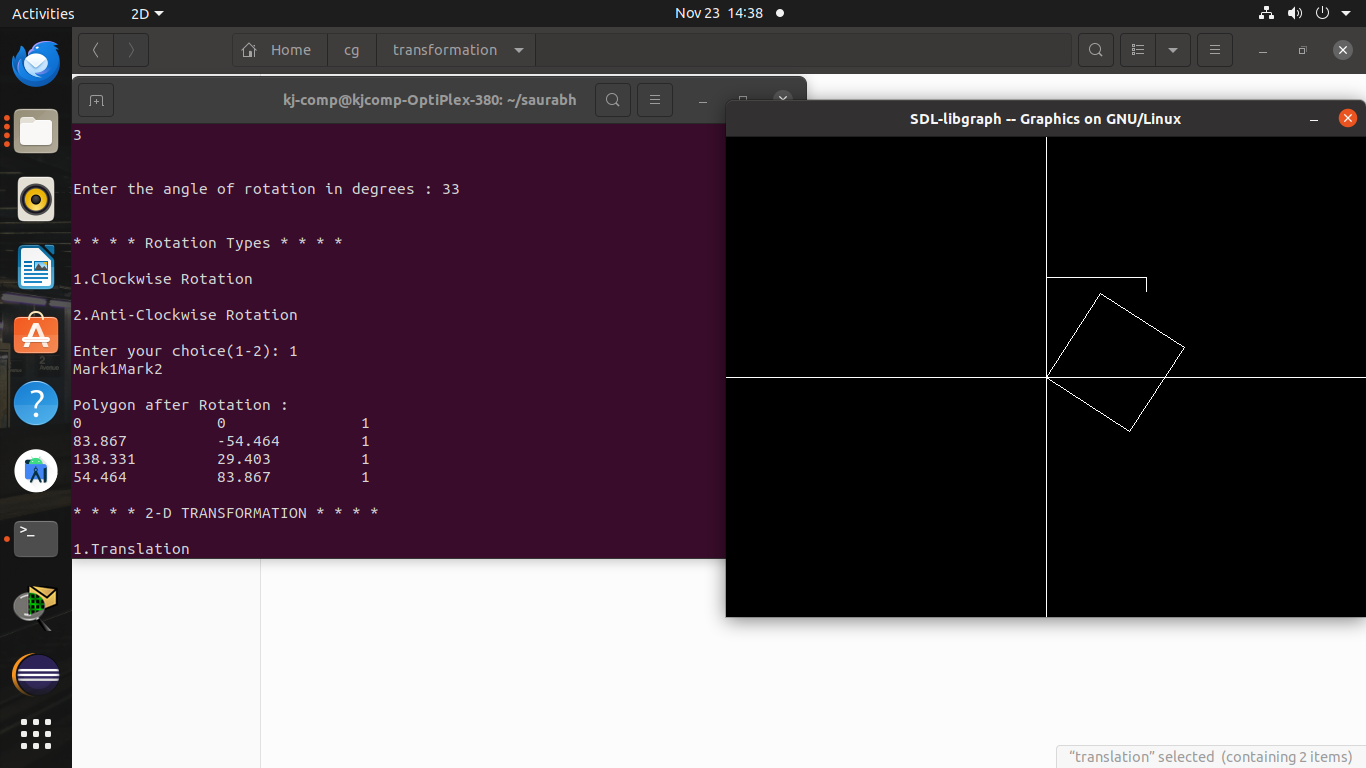 Activities
2D
Nov 23 14:38
Home
cg
transformation
kj-comp@kjcomp-OptiPlex-380: ~/saurabh
3
Enter the angle of rotation in degrees : 33
* * * * Rotation Types * * * *
1.Clockwise Rotation
2.Anti-Clockwise Rotation
Enter your choice(1-2): 1
Mark1Mark2
Polygon after Rotation :
0 0 1
83.867 -54.464 1
138.331 29.403 1
54.464 83.867 1
* * * * 2-D TRANSFORMATION * * * *
1.Translation
SDL-libgraph -- Graphics on GNU/Linux
“translation” selected (containing 2 items)